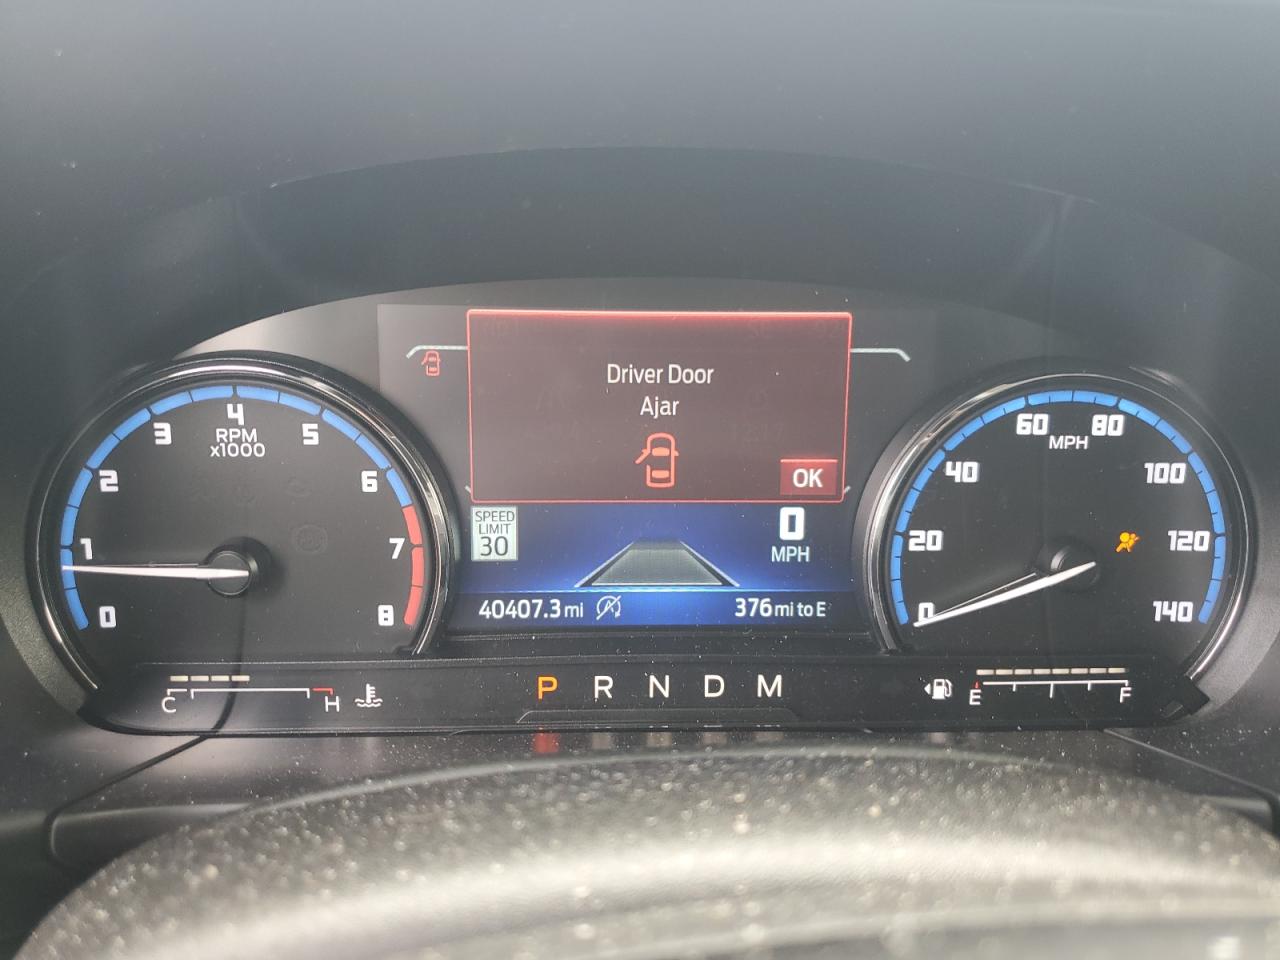 Driver Door
Ajar
OK
SPEED
LIMIT
30
0
MPH
40407.3 mi
376 mi to E
0
1
2
3
4
5
6
7
8
RPM
x1000
0
20
40
60
80
100
120
140
MPH
C
H
P R N D M
E
F